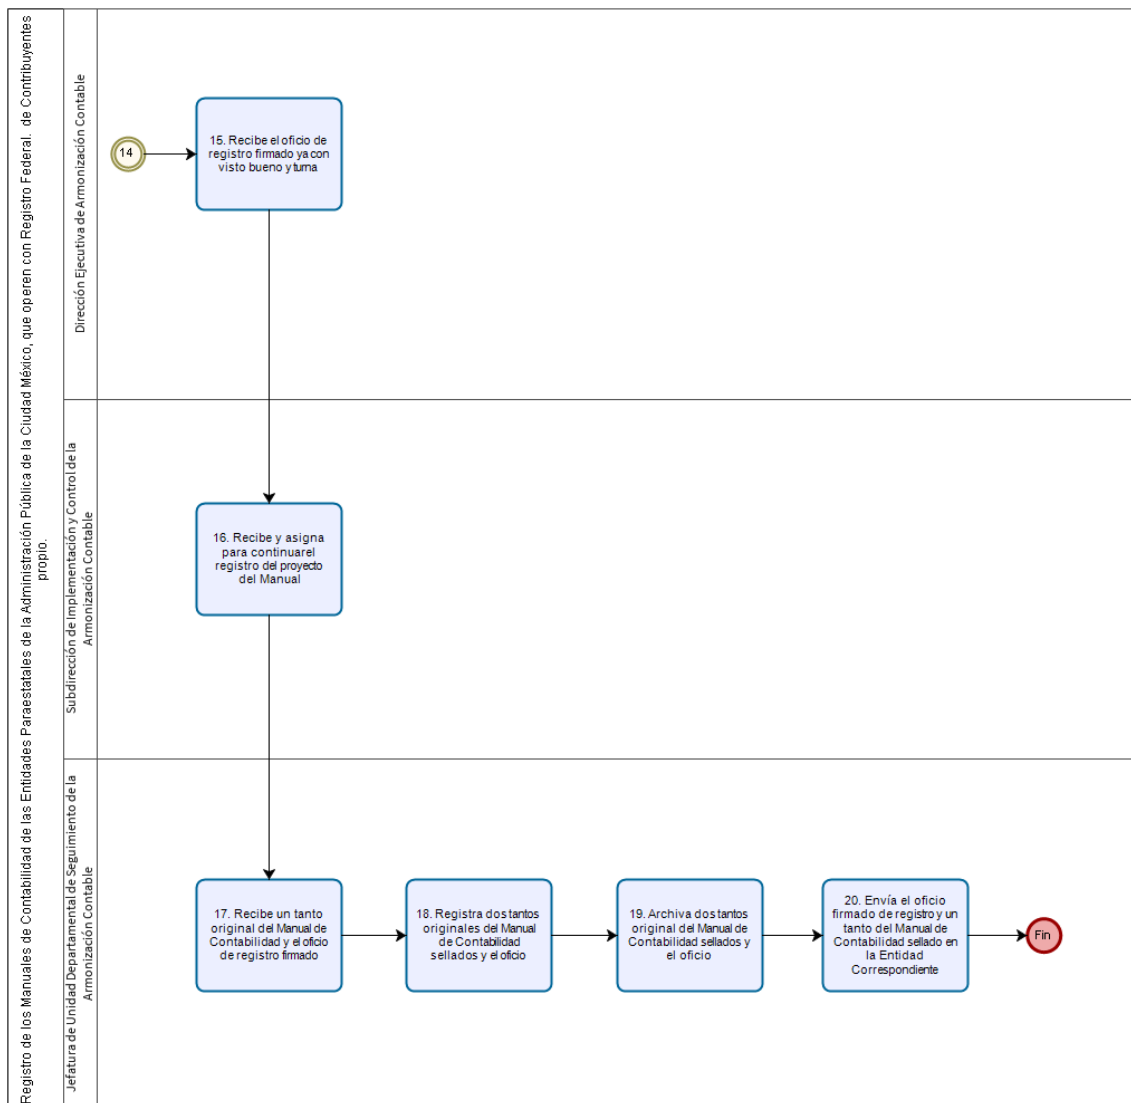 Registro de los Manuales de Contabilidad de las Entidades Paraestatales de la Administración Pública de la Ciudad México, que operen con Registro Federal. de Contribuyentes
propio.
Dirección Ejecutiva de Armonización Contable
14
15. Recibe el oficio de
registro firmado ya con
visto bueno y turna
Subdirección de Implementación y Control de la
Armonización Contable
16. Recibe y asigna
para continuarel
registro del proyecto
del Manual
Jefatura de Unidad Departamental de Seguimiento de la
Armonización Contable
17. Recibe un tanto
original del Manual de
Contabilidad y el oficio
de registro firmado
18. Registra dos tantos
originales del Manual
de Contabilidad
sellados y el oficio
19. Archiva dos tantos
original del Manual de
Contabilidad sellados y
el oficio
20. Envía el oficio
firmado de registro y un
tanto del Manual de
Contabilidad sellado en
la Entidad
Correspondiente
Fin